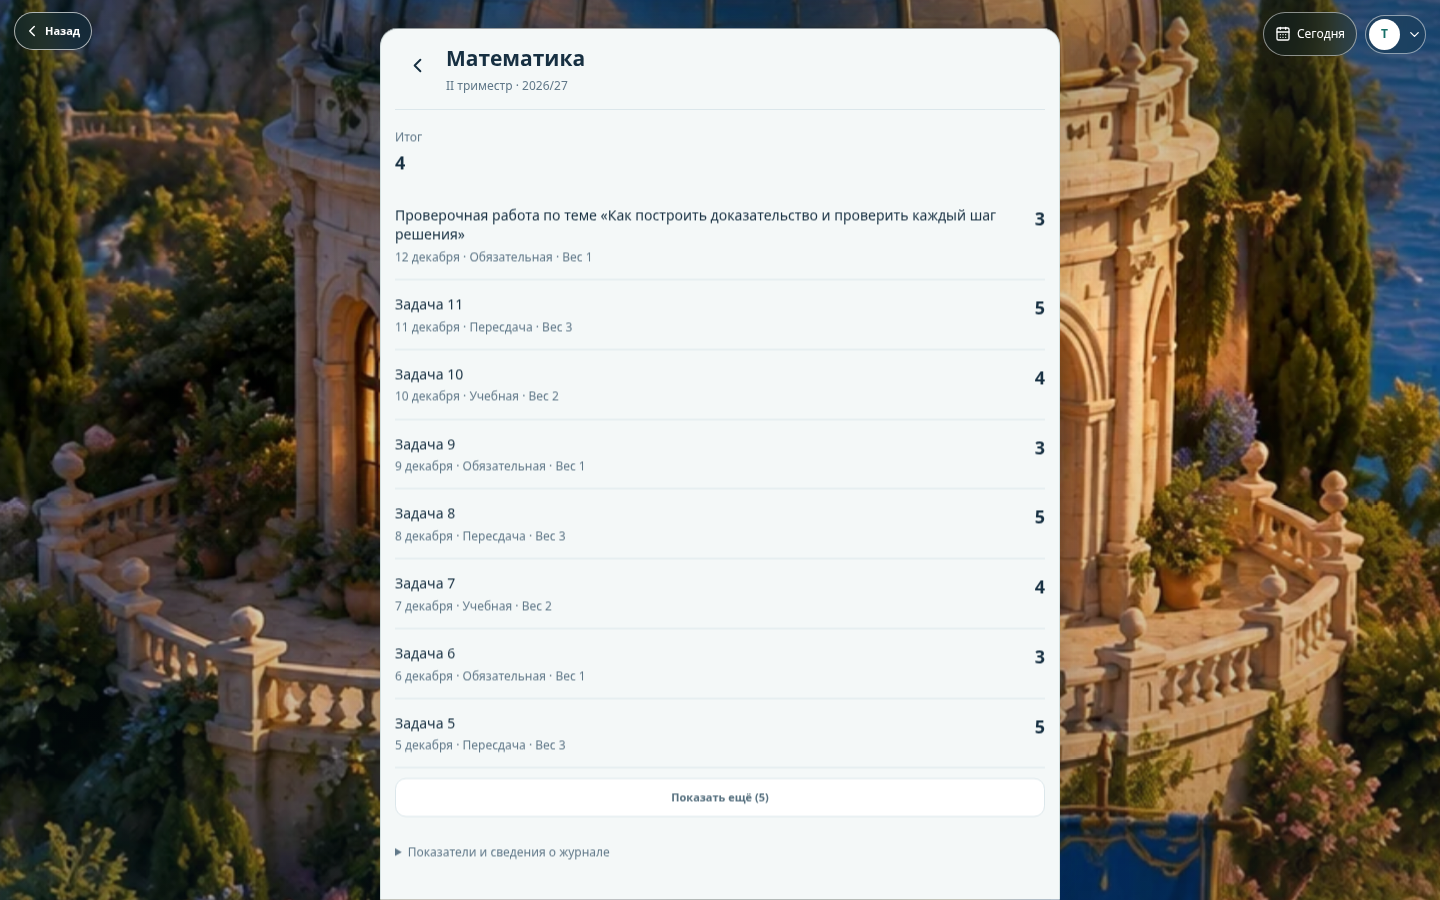 Назад
Сегодня
T
Математика
II триместр · 2026/27
Итог
4
Проверочная работа по теме «Как построить доказательство и проверить каждый шаг
решения»
3
12 декабря · Обязательная · Вес 1
Задача 11
5
11 декабря · Пересдача · Вес 3
Задача 10
4
10 декабря · Учебная · Вес 2
Задача 9
3
9 декабря · Обязательная · Вес 1
Задача 8
5
8 декабря · Пересдача · Вес 3
Задача 7
4
7 декабря · Учебная · Вес 2
Задача 6
3
6 декабря · Обязательная · Вес 1
Задача 5
5
5 декабря · Пересдача · Вес 3
Показать ещё (5)
Показатели и сведения о журнале